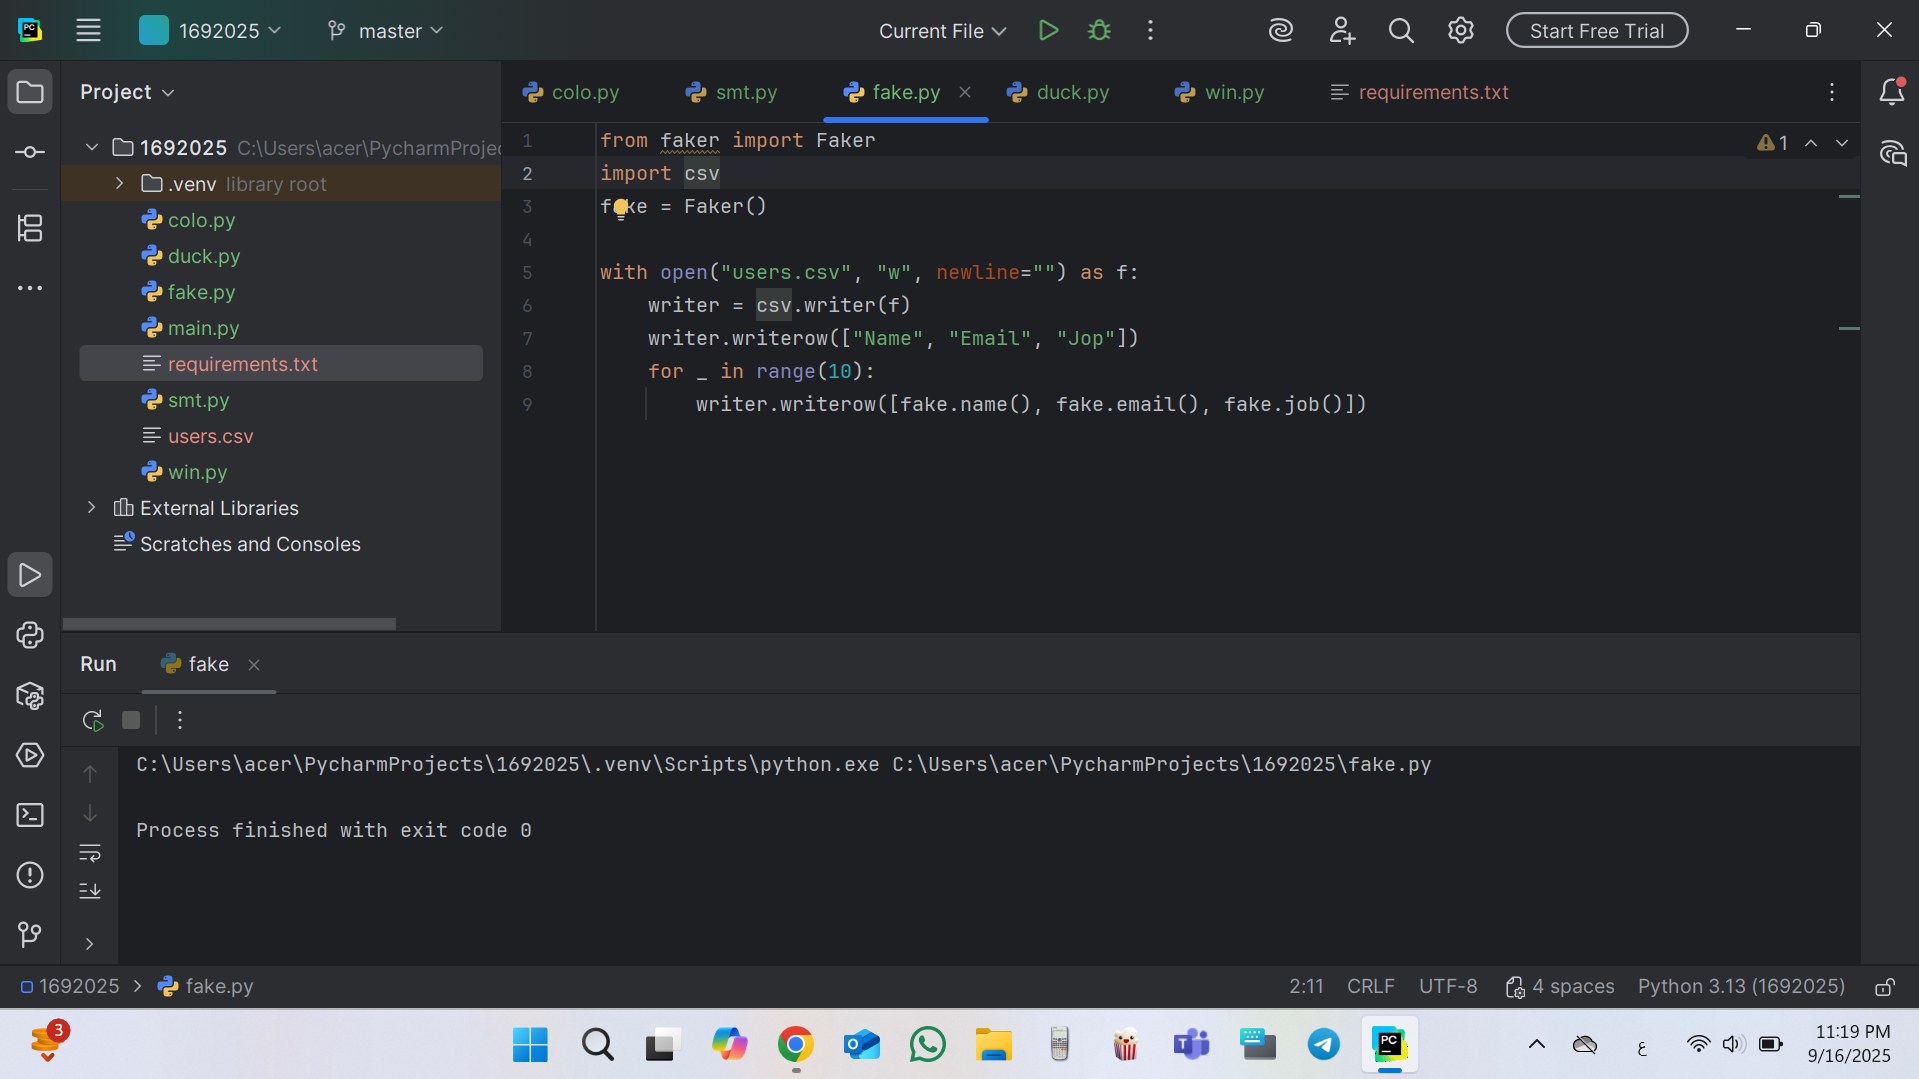 PC
1692025
master
Current File
Start Free Trial
Project
colo.py
smt.py
fake.py
duck.py
win.py
requirements.txt
1692025 C:\Users\acer\PycharmProjec
.venv library root
colo.py
duck.py
fake.py
main.py
requirements.txt
smt.py
users.csv
win.py
External Libraries
Scratches and Consoles
1 from faker import Faker
1
2 import csv
3 fake = Faker()
4
5 with open("users.csv", "w", newline="") as f:
6 writer = csv.writer(f)
7 writer.writerow(["Name", "Email", "Jop"])
8 for _ in range(10):
9 writer.writerow([fake.name(), fake.email(), fake.job()])
Run
fake
C:\Users\acer\PycharmProjects\1692025\.venv\Scripts\python.exe C:\Users\acer\PycharmProjects\1692025\fake.py
Process finished with exit code 0
1692025 > fake.py
2:11 CRLF UTF-8 4 spaces Python 3.13 (1692025)
3
PC
ع
11:19 PM
9/16/2025